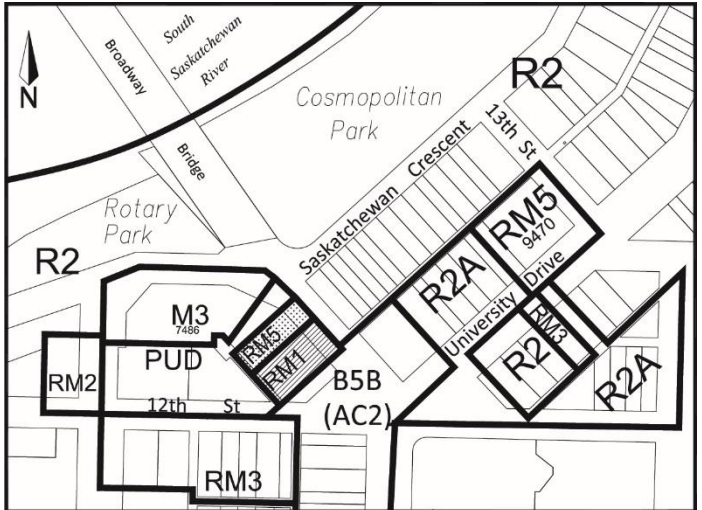 South
Saskatchewan
River
Broadway
Bridge
N
Cosmopolitan
Park
R2
13th St
Saskatchewan Crescent
Rotary
Park
RM5
9470
R2
R2A
University Drive
M3
7486
RM5
RM3
PUD
RM1
R2
RM2
B5B
(AC2)
R2A
12th St
RM3